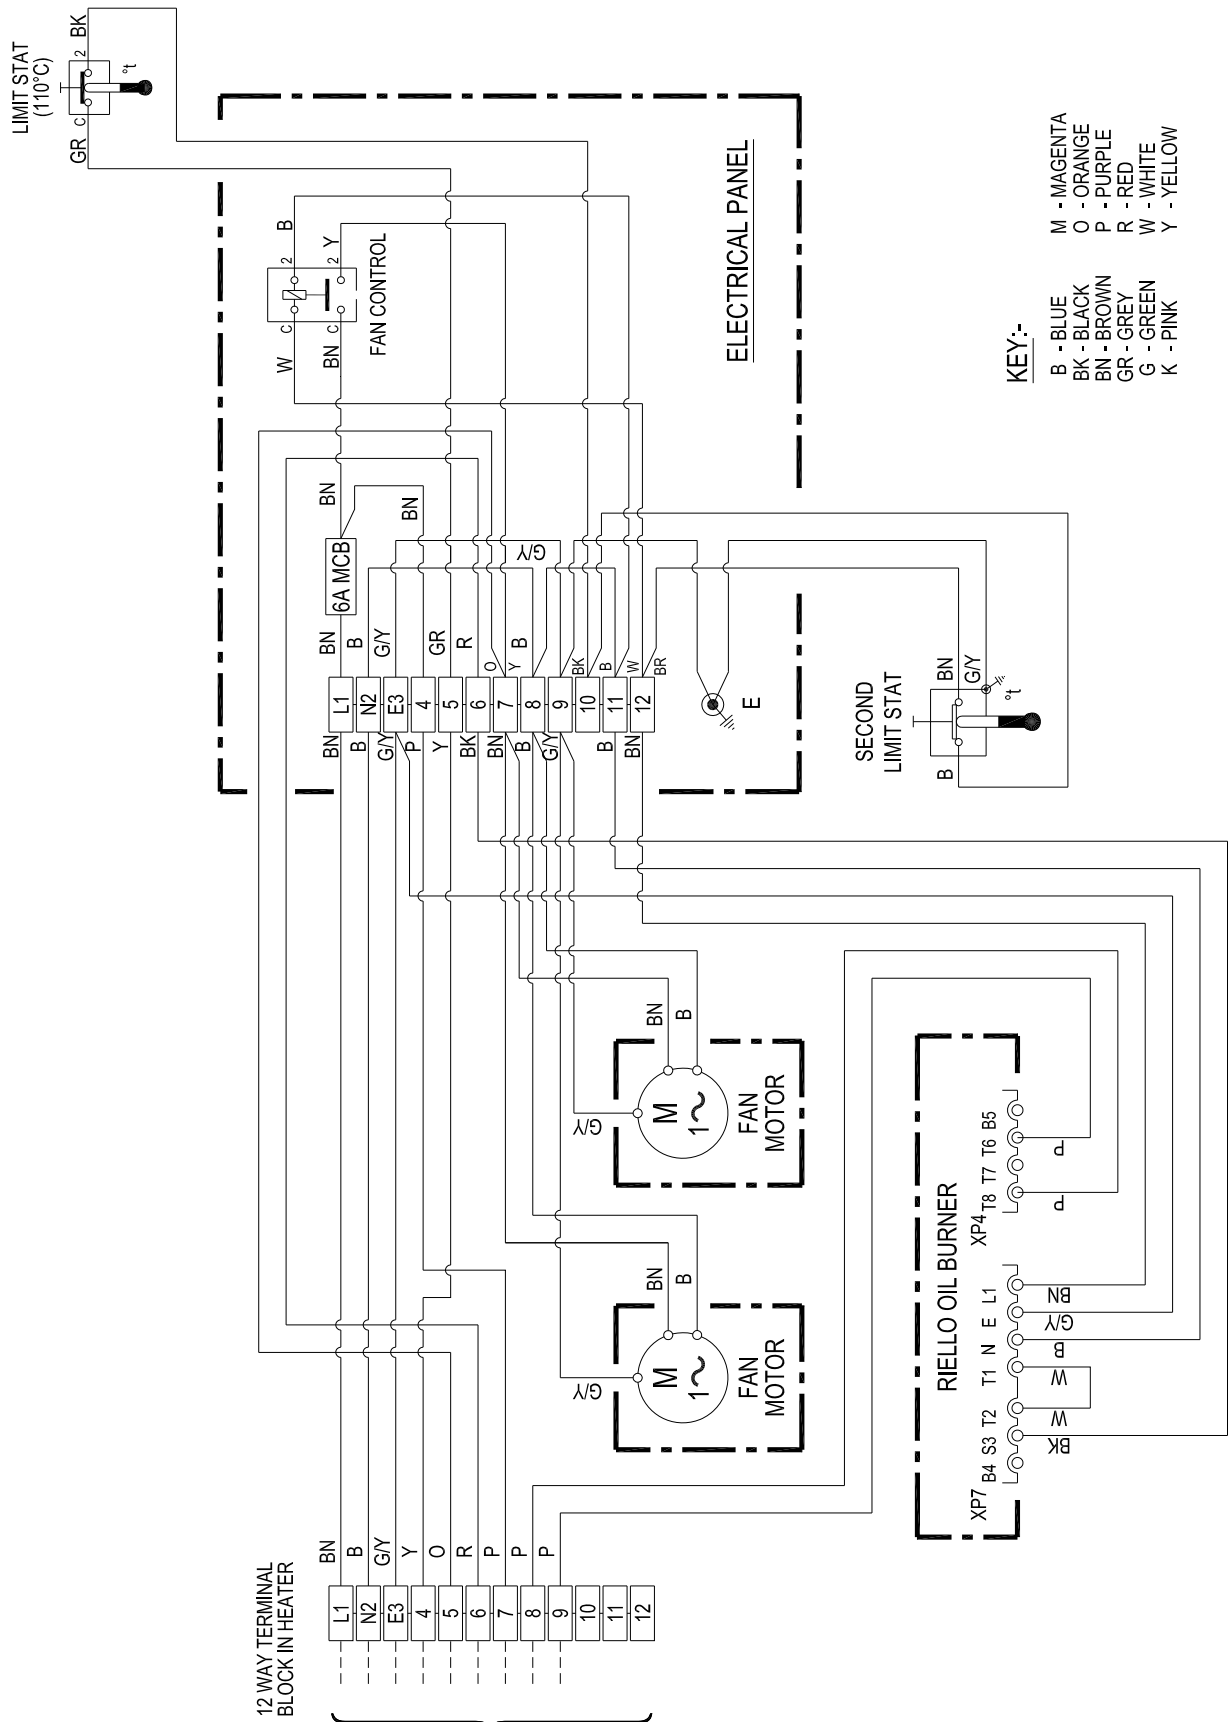 LIMIT STAT
(110°C)
GR
C
2
BK
°t
W
C
2
B
BN
C
2
Y
FAN CONTROL
ELECTRICAL PANEL
KEY:-
B - BLUE
BK - BLACK
BN - BROWN
GR - GREY
G - GREEN
K - PINK
M - MAGENTA
O - ORANGE
P - PURPLE
R - RED
W - WHITE
Y - YELLOW
BN
6A MCB
BN
BN
B
G/Y
GR
R
O
Y
B
G/Y
BK
B
W
BR
L1
N2
E3
4
5
6
7
8
9
10
11
12
BN
B
G/Y
P
Y
BK
BN
B
G/Y
B
BN
E
SECOND
LIMIT STAT
B
BN
G/Y
°t
BN
B
G/Y
M
1~
FAN
MOTOR
BN
B
G/Y
M
1~
FAN
MOTOR
RIELLO OIL BURNER
XP7
B4 S3 T2 T1 N E L1
BK
W
W
B
G/Y
BN
XP4
T8 T7 T6 B5
P
P
12 WAY TERMINAL
BLOCK IN HEATER
BN
B
G/Y
Y
O
R
P
P
P
L1
N2
E3
4
5
6
7
8
9
10
11
12